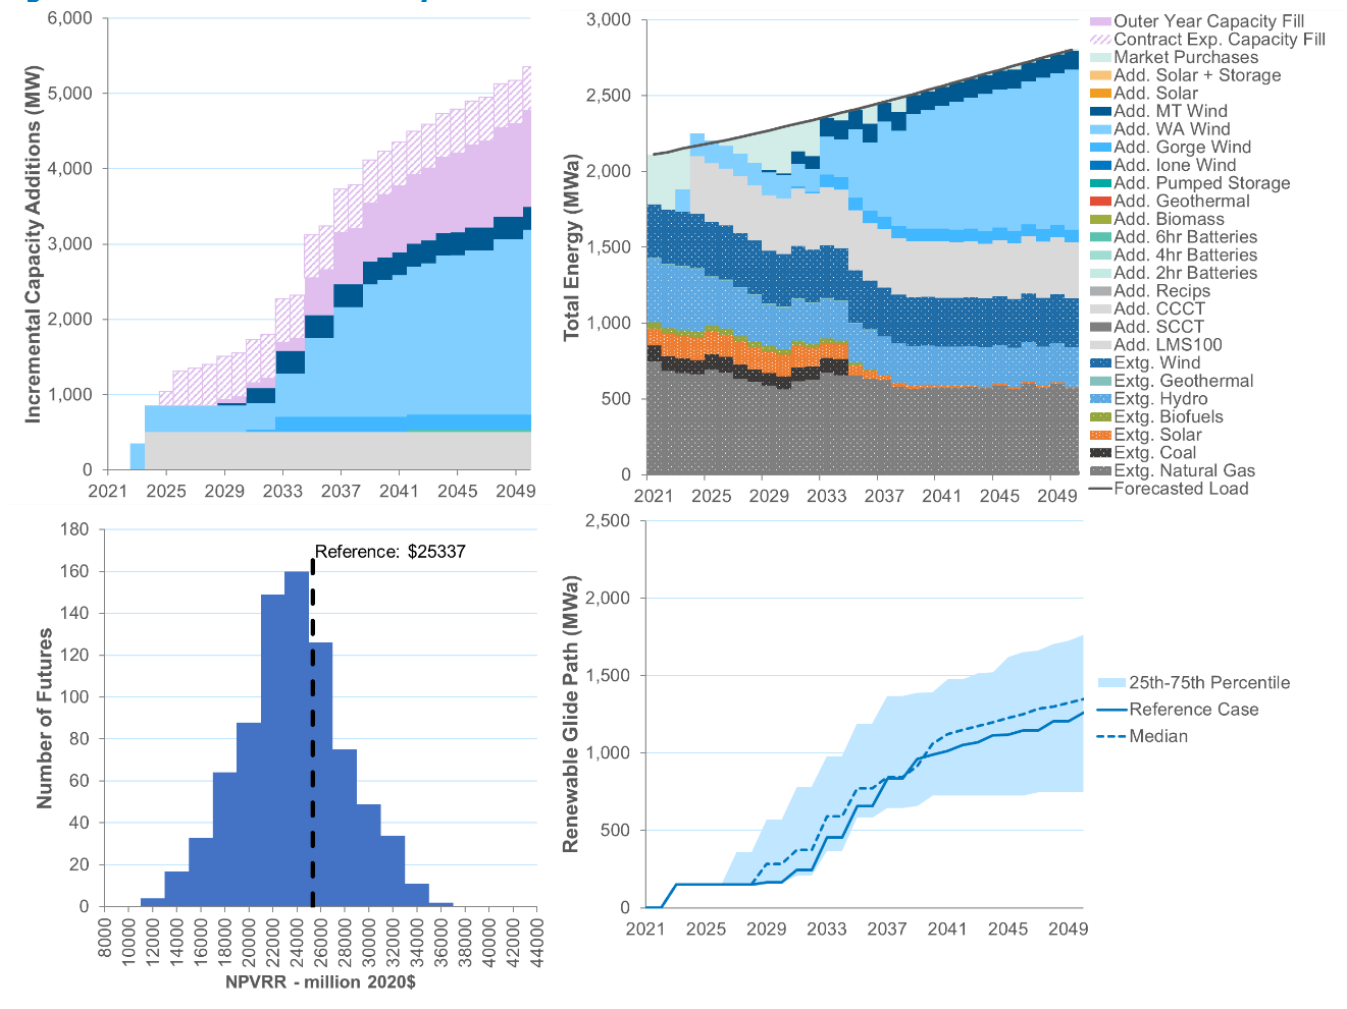 6,000
5,000
4,000
3,000
2,000
1,000
0
Incremental Capacity Additions (MW)
2021 2025 2029 2033 2037 2041 2045 2049
3,000
2,500
2,000
1,500
1,000
500
0
Total Energy (MWa)
2021 2025 2029 2033 2037 2041 2045 2049
Outer Year Capacity Fill
Contract Exp. Capacity Fill
Market Purchases
Add. Solar + Storage
Add. Solar
Add. MT Wind
Add. WA Wind
Add. Gorge Wind
Add. Ione Wind
Add. Pumped Storage
Add. Geothermal
Add. Biomass
Add. 6hr Batteries
Add. 4hr Batteries
Add. 2hr Batteries
Add. Recips
Add. CCCT
Add. SCCT
Add. LMS100
Extg. Wind
Extg. Geothermal
Extg. Hydro
Extg. Biofuels
Extg. Solar
Extg. Coal
Extg. Natural Gas
Forecasted Load
180
160
140
120
100
80
60
40
20
0
Number of Futures
Reference: $25337
8000 10000 12000 14000 16000 18000 20000 22000 24000 26000 28000 30000 32000 34000 36000 38000 40000 42000 44000
NPVRR - million 2020$
2,500
2,000
1,500
1,000
500
0
Renewable Glide Path (MWa)
2021 2025 2029 2033 2037 2041 2045 2049
25th-75th Percentile
Reference Case
Median